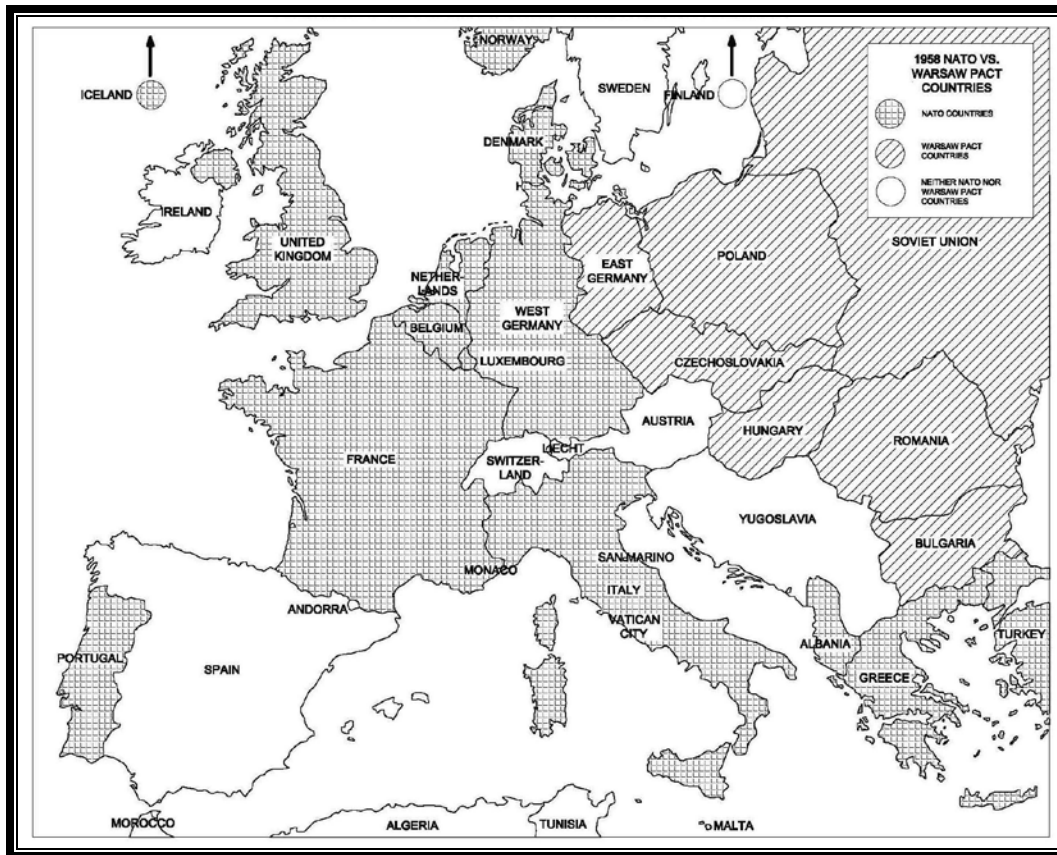 NORWAY
ICELAND
SWEDEN
FINLAND
1958 NATO VS.
WARSAW PACT
COUNTRIES
NATO COUNTRIES
WARSAW PACT
COUNTRIES
NEITHER NATO NOR
WARSAW PACT
COUNTRIES
DENMARK
IRELAND
UNITED
KINGDOM
SOVIET UNION
POLAND
EAST
GERMANY
NETHER-
LANDS
WEST
GERMANY
BELGIUM
LUXEMBOURG
CZECHOSLOVAKIA
AUSTRIA
HUNGARY
ROMANIA
FRANCE
LIECHT
SWITZER-
LAND
YUGOSLAVIA
BULGARIA
SAN-MARINO
MONACO
ITALY
ANDORRA
VATICAN
CITY
ALBANIA
TURKEY
PORTUGAL
SPAIN
GREECE
MOROCCO
ALGERIA
TUNISIA
MALTA